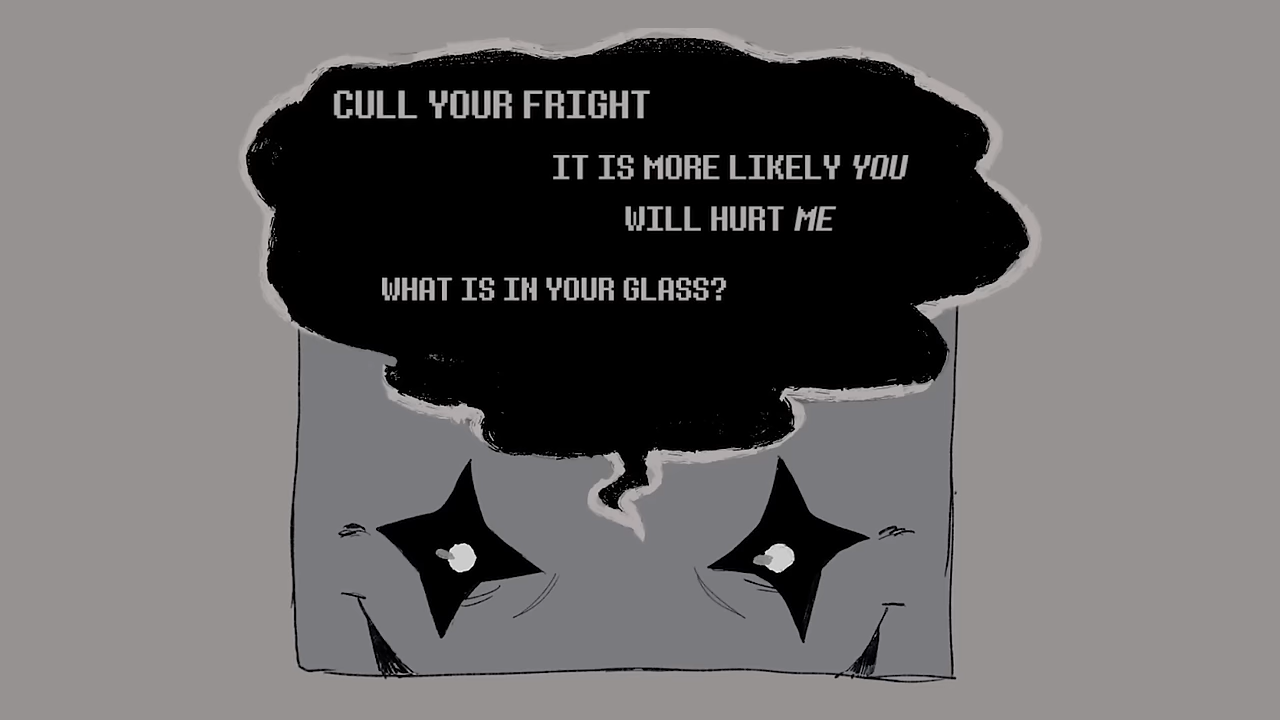 CULL YOUR FRIGHT
IT IS MORE LIKELY YOU
WILL HURT ME
WHAT IS IN YOUR GLASS?